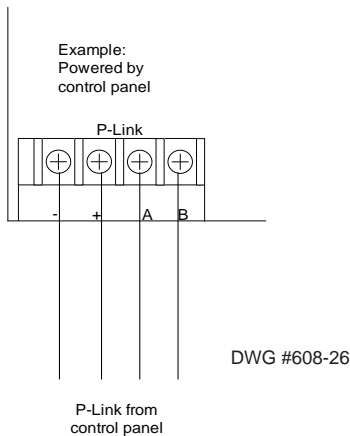 Example:
Powered by
control panel
P-Link
- + A B
DWG #608-26
P-Link from
control panel